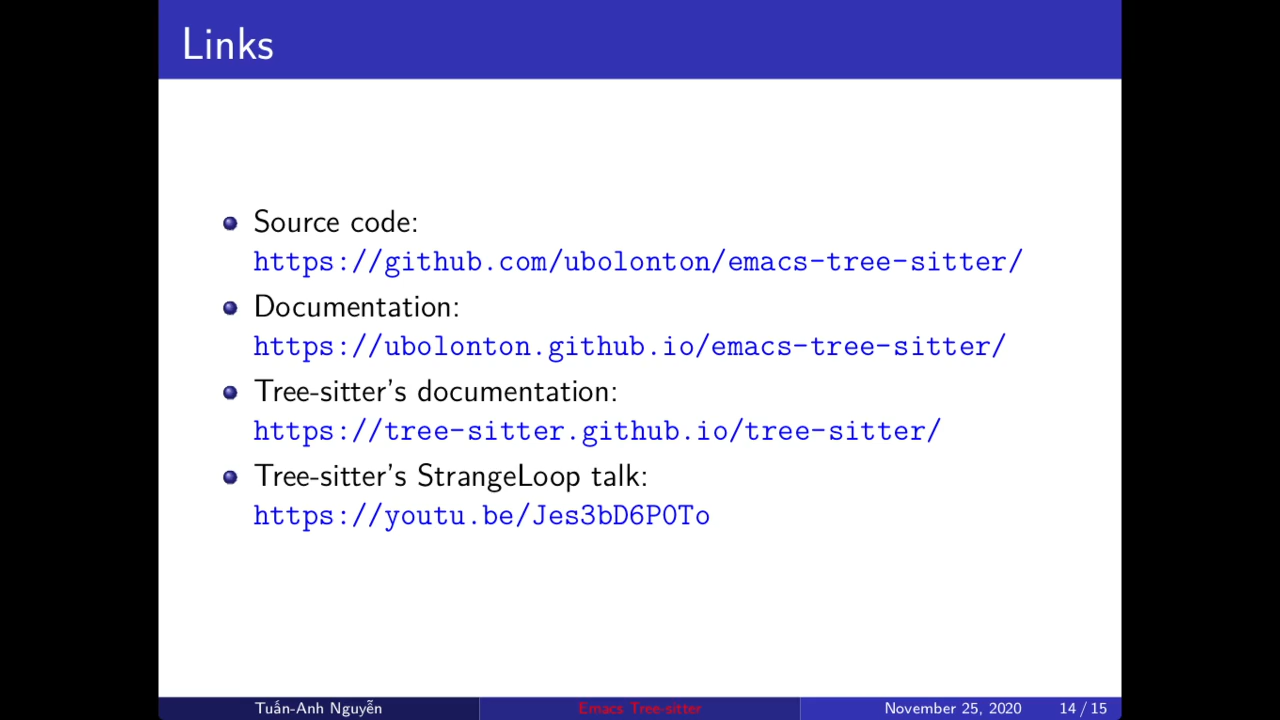 Links
Source code:
https://github.com/ubolonton/emacs-tree-sitter/
Documentation:
https://ubolonton.github.io/emacs-tree-sitter/
Tree-sitter's documentation:
https://tree-sitter.github.io/tree-sitter/
Tree-sitter's StrangeLoop talk:
https://youtu.be/Jes3bD6P0To
Tuấn-Anh Nguyễn Emacs Tree-sitter November 25, 2020 14 / 15